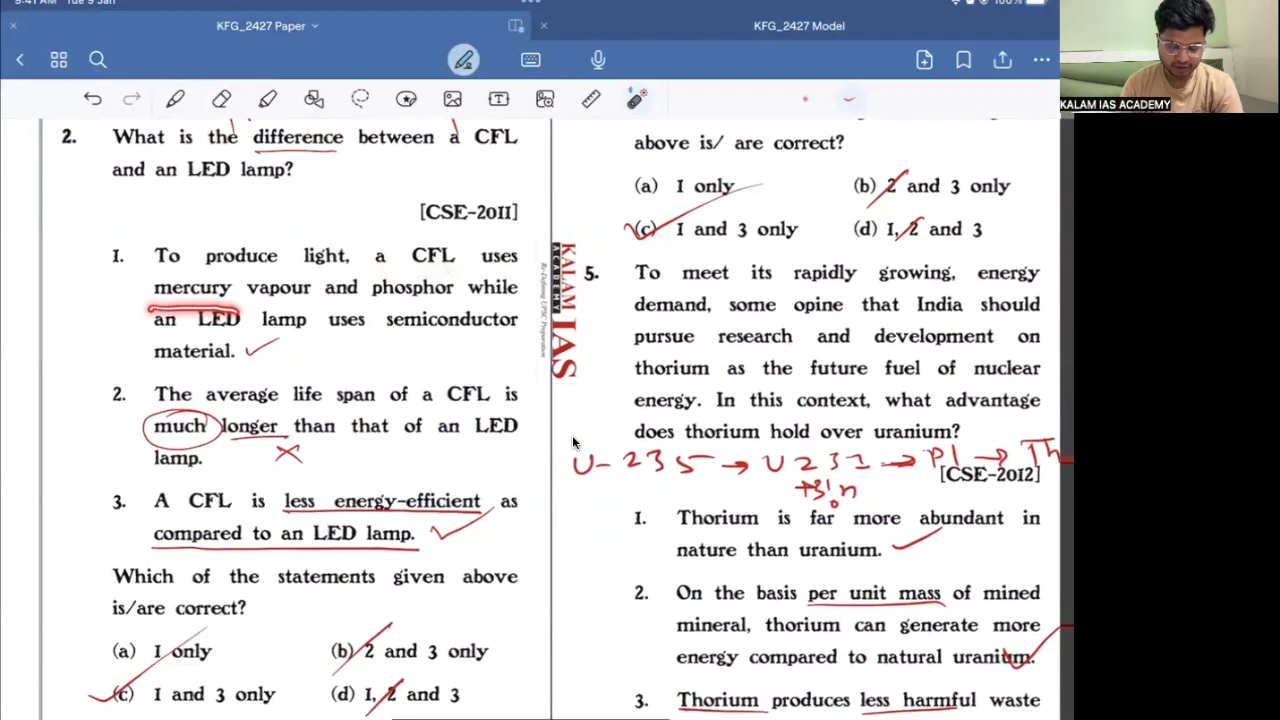 9:41 AM Tue 9 Jan
100%
KFG_2427 Paper
KFG_2427 Model
KALAM IAS ACADEMY
2. What is the difference between a CFL
and an LED lamp?
[CSE-2011]
1. To produce light, a CFL uses
mercury vapour and phosphor while
an LED lamp uses semiconductor
material.
2. The average life span of a CFL is
much longer than that of an LED
lamp.
3. A CFL is less energy-efficient as
compared to an LED lamp.
Which of the statements given above
is/are correct?
(a) 1 only
(b) 2 and 3 only
(c) 1 and 3 only
(d) 1, 2 and 3
KALAM IAS
ACADEMY
Re-Defining UPSC Preparation
above is/ are correct?
(a) 1 only
(b) 2 and 3 only
(c) 1 and 3 only
(d) 1, 2 and 3
5. To meet its rapidly growing, energy
demand, some opine that India should
pursue research and development on
thorium as the future fuel of nuclear
energy. In this context, what advantage
does thorium hold over uranium?
U-235 → U 233 → Pl → Th
[CSE-2012]
1. Thorium is far more abundant in
nature than uranium.
2. On the basis per unit mass of mined
mineral, thorium can generate more
energy compared to natural uranium.
3. Thorium produces less harmful waste